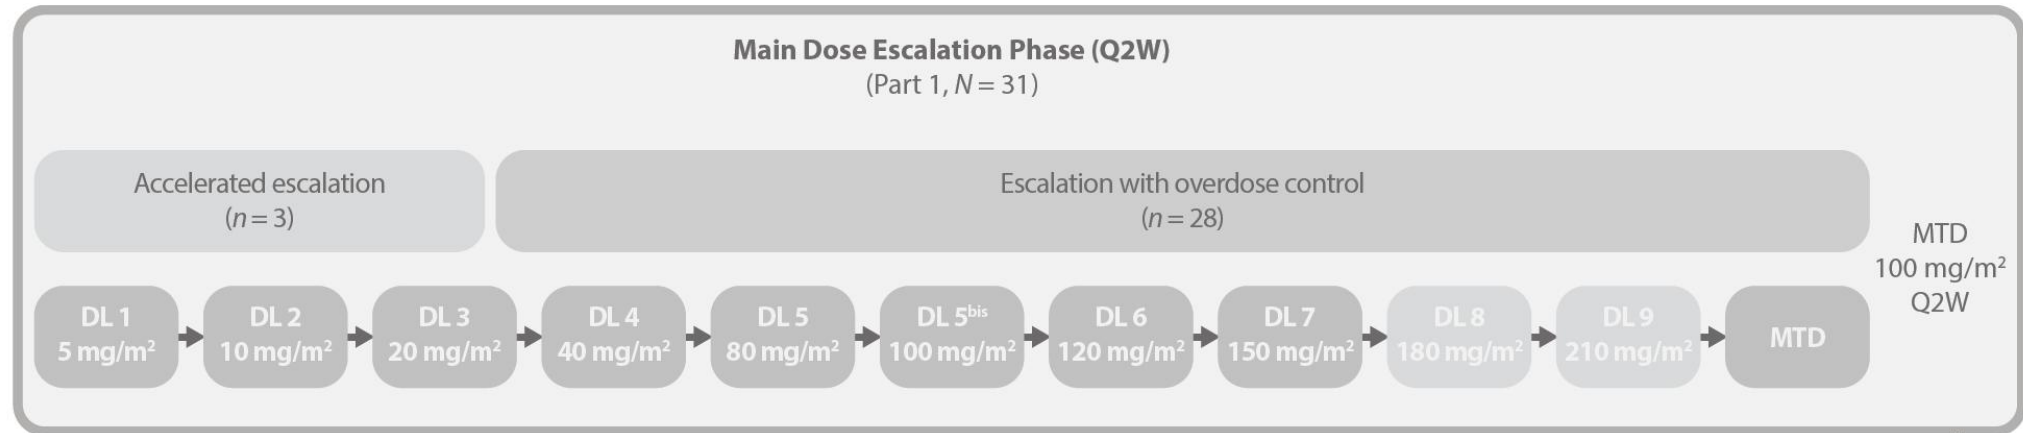 Main Dose Escalation Phase (Q2W)
(Part 1, N = 31)
Accelerated escalation
(n = 3)
Escalation with overdose control
(n = 28)
DL 1
5 mg/m²
DL 2
10 mg/m²
DL 3
20 mg/m²
DL 4
40 mg/m²
DL 5
80 mg/m²
DL 5ᵇⁱˢ
100 mg/m²
DL 6
120 mg/m²
DL 7
150 mg/m²
DL 8
180 mg/m²
DL 9
210 mg/m²
MTD
MTD
100 mg/m²
Q2W